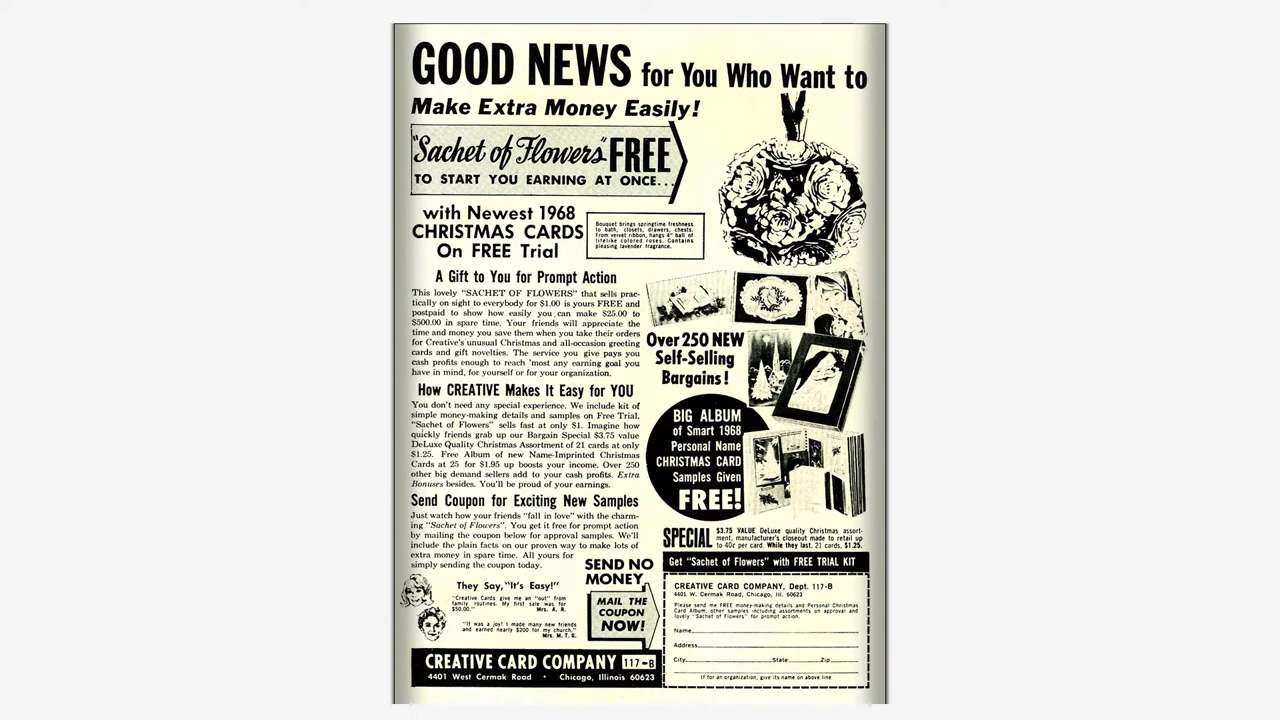 GOOD NEWS for You Who Want to
Make Extra Money Easily!
"Sachet of Flowers" FREE
TO START YOU EARNING AT ONCE...
with Newest 1968
CHRISTMAS CARDS
On FREE Trial
Bouquet brings springtime freshness
to bath, closets, drawers, chests.
From velvet ribbon, hangs 4" ball of
lifelike colored roses. Contains
pleasing lavender fragrance.
A Gift to You for Prompt Action
This lovely "SACHET OF FLOWERS" that sells prac-
tically on sight to everybody for $1.00 is yours FREE and
postpaid to show how easily you can make $25.00 to
$500.00 in spare time. Your friends will appreciate the
time and money you save them when you take their orders
for Creative's unusual Christmas and all-occasion greeting
cards and gift novelties. The service you give pays you
cash profits enough to reach 'most any earning goal you
have in mind, for yourself or for your organization.
How CREATIVE Makes It Easy for YOU
You don't need any special experience. We include kit of
simple money-making details and samples on Free Trial.
"Sachet of Flowers" sells fast at only $1. Imagine how
quickly friends grab up our Bargain Special $3.75 value
DeLuxe Quality Christmas Assortment of 21 cards at only
$1.25. Free Album of new Name-Imprinted Christmas
Cards at 25 for $1.95 up boosts your income. Over 250
other big demand sellers add to your cash profits. Extra
Bonuses besides. You'll be proud of your earnings.
Send Coupon for Exciting New Samples
Just watch how your friends "fall in love" with the charm-
ing "Sachet of Flowers". You get it free for prompt action
by mailing the coupon below for approval samples. We'll
include the plain facts on our proven way to make lots of
extra money in spare time. All yours for
simply sending the coupon today.
They Say, "It's Easy!"
"Creative Cards give me an "out" from
family routines. My first sale was for
$50.00."
Mrs. A. R.
"It was a joy! I made many new friends
and earned nearly $200 for my church."
Mrs. M. T. G.
SEND NO
MONEY
MAIL THE
COUPON
NOW!
CREATIVE CARD COMPANY 117-B
4401 West Cermak Road • Chicago, Illinois 60623
Over 250 NEW
Self-Selling
Bargains!
BIG ALBUM
of Smart 1968
Personal Name
CHRISTMAS CARD
Samples Given
FREE!
SPECIAL $3.75 VALUE DeLuxe quality Christmas assort-
ment, manufacturer's closeout made to retail up
to 40¢ per card. While they last. 21 cards, $1.25.
Get "Sachet of Flowers" with FREE TRIAL KIT
CREATIVE CARD COMPANY, Dept. 117-B
4401 W. Cermak Road, Chicago, Ill. 60623
Please send me FREE money-making details and Personal Christmas
Card Album, other samples including assortments on approval and
lovely "Sachet of Flowers" for prompt action.
Name
Address
City State Zip
If for an organization, give its name on above line